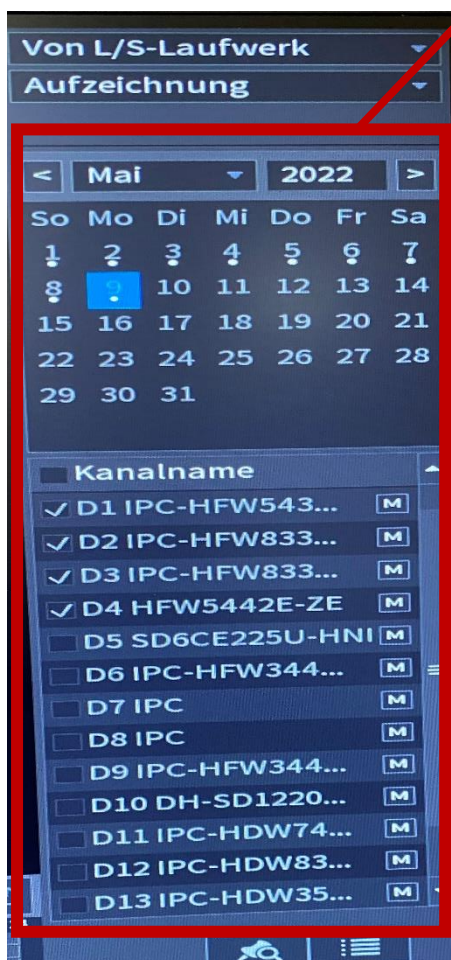 Von L/S-Laufwerk
Aufzeichnung
< Mai 2022 >
So Mo Di Mi Do Fr Sa
1 2 3 4 5 6 7
8 9 10 11 12 13 14
15 16 17 18 19 20 21
22 23 24 25 26 27 28
29 30 31
Kanalname
D1 IPC-HFW543... M
D2 IPC-HFW833... M
D3 IPC-HFW833... M
D4 HFW5442E-ZE M
D5 SD6CE225U-HNI M
D6 IPC-HFW344... M
D7 IPC M
D8 IPC M
D9 IPC-HFW344... M
D10 DH-SD1220... M
D11 IPC-HDW74... M
D12 IPC-HDW83... M
D13 IPC-HDW35... M